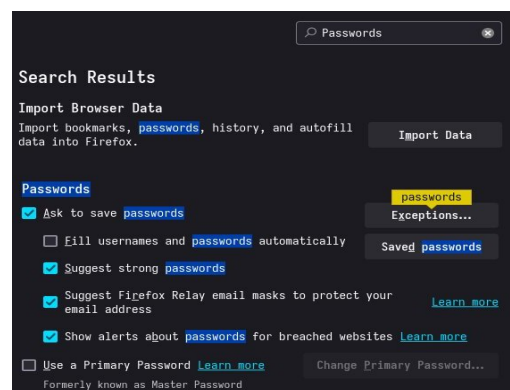 Passwords
Search Results
Import Browser Data
Import bookmarks, passwords, history, and autofill
data into Firefox.
Import Data
Passwords
passwords
Ask to save passwords
Exceptions...
Fill usernames and passwords automatically
Saved passwords
Suggest strong passwords
Suggest Firefox Relay email masks to protect your
email address
Learn more
Show alerts about passwords for breached websites Learn more
Use a Primary Password Learn more
Change Primary Password...
Formerly known as Master Password